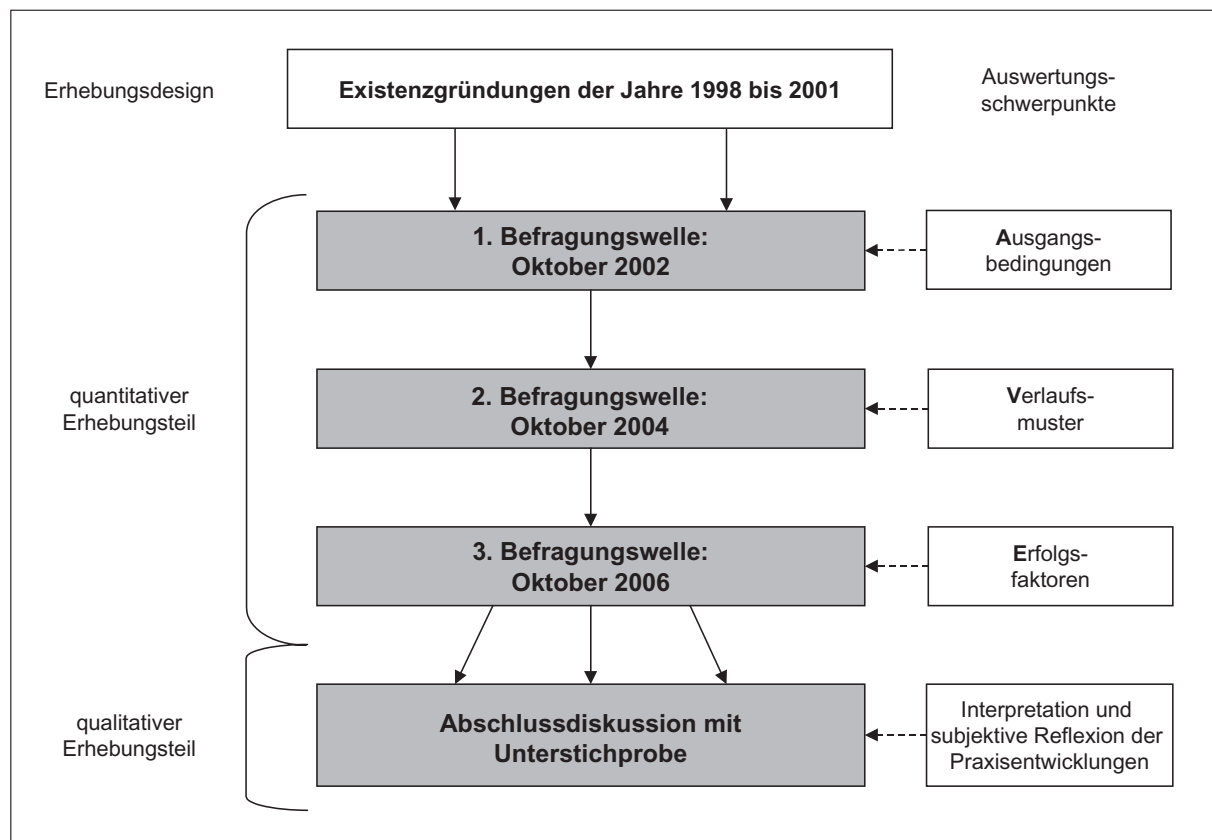 Erhebungsdesign
Existenzgründungen der Jahre 1998 bis 2001
Auswertungs-
schwerpunkte
1. Befragungswelle:
Oktober 2002
Ausgangs-
bedingungen
quantitativer
Erhebungsteil
2. Befragungswelle:
Oktober 2004
Verlaufs-
muster
3. Befragungswelle:
Oktober 2006
Erfolgs-
faktoren
qualitativer
Erhebungsteil
Abschlussdiskussion mit
Unterstichprobe
Interpretation und
subjektive Reflexion der
Praxisentwicklungen